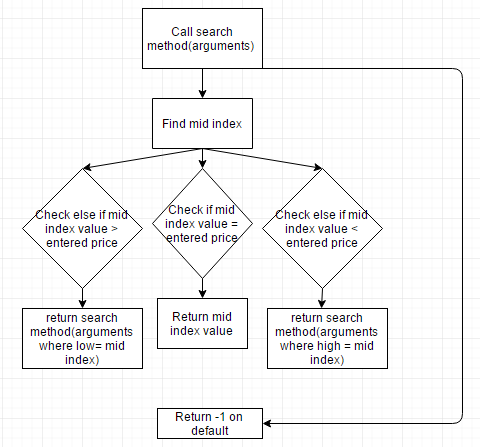 Call search
method(arguments)
Find mid index
Check else if mid
index value >
entered price
Check if mid
index value =
entered price
Check else if mid
index value <
entered price
return search
method(arguments
where low= mid
index)
Return mid
index value
return search
method(arguments
where high = mid
index)
Return -1 on
default